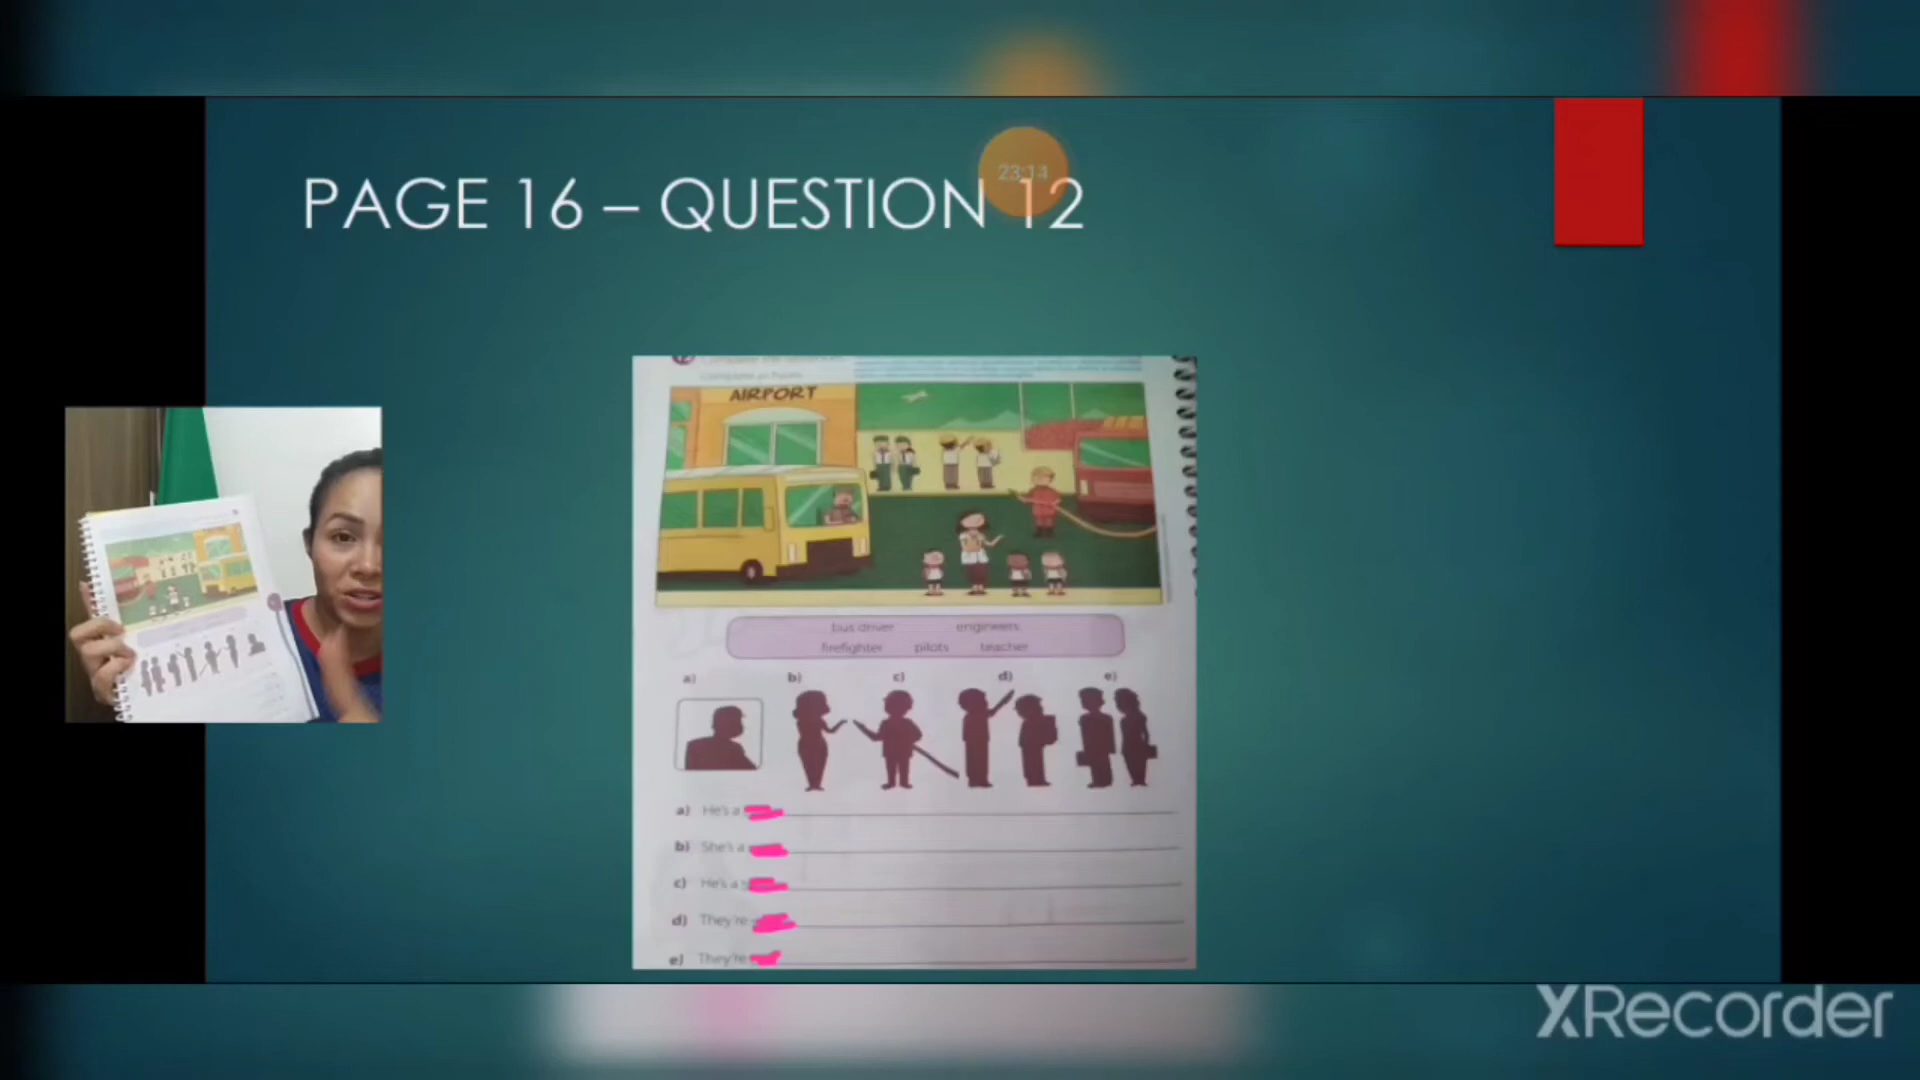 23:14
PAGE 16 – QUESTION 12
12
AIRPORT
bus driver engineers
firefighter pilots teacher
a) b) c) d) e)
a) He's a
b) She's a
c) He's a
d) They're
e) They're
XRecorder